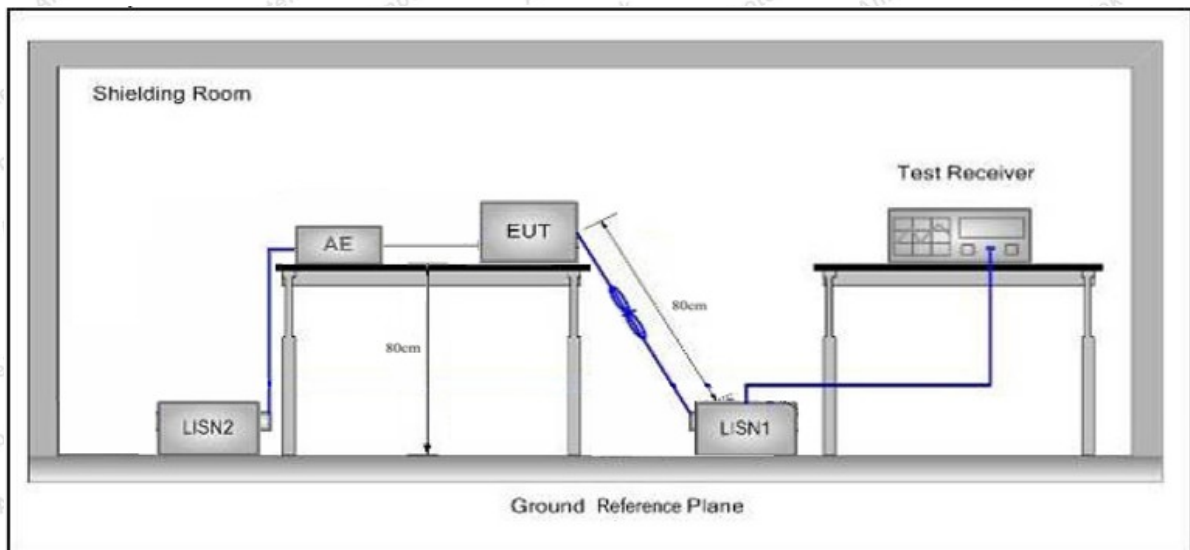 Shielding Room
Test Receiver
EUT
AE
80cm
80cm
LISN2
LISN1
Ground Reference Plane